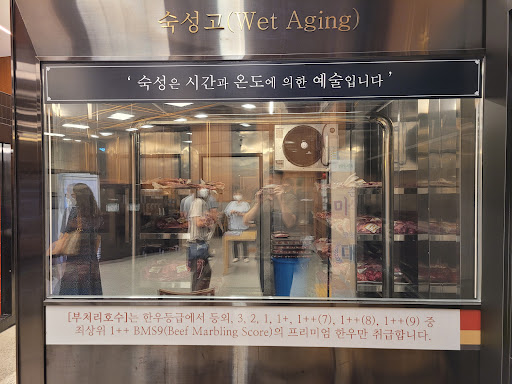 숙성고(Wet Aging)
‘ 숙성은 시간과 온도에 의한 예술입니다 ’
[부처리호수]는 한우등급에서 등외, 3, 2, 1, 1+, 1++(7), 1++(8), 1++(9) 중
최상위 1++ BMS9(Beef Marbling Score)의 프리미엄 한우만 취급합니다.